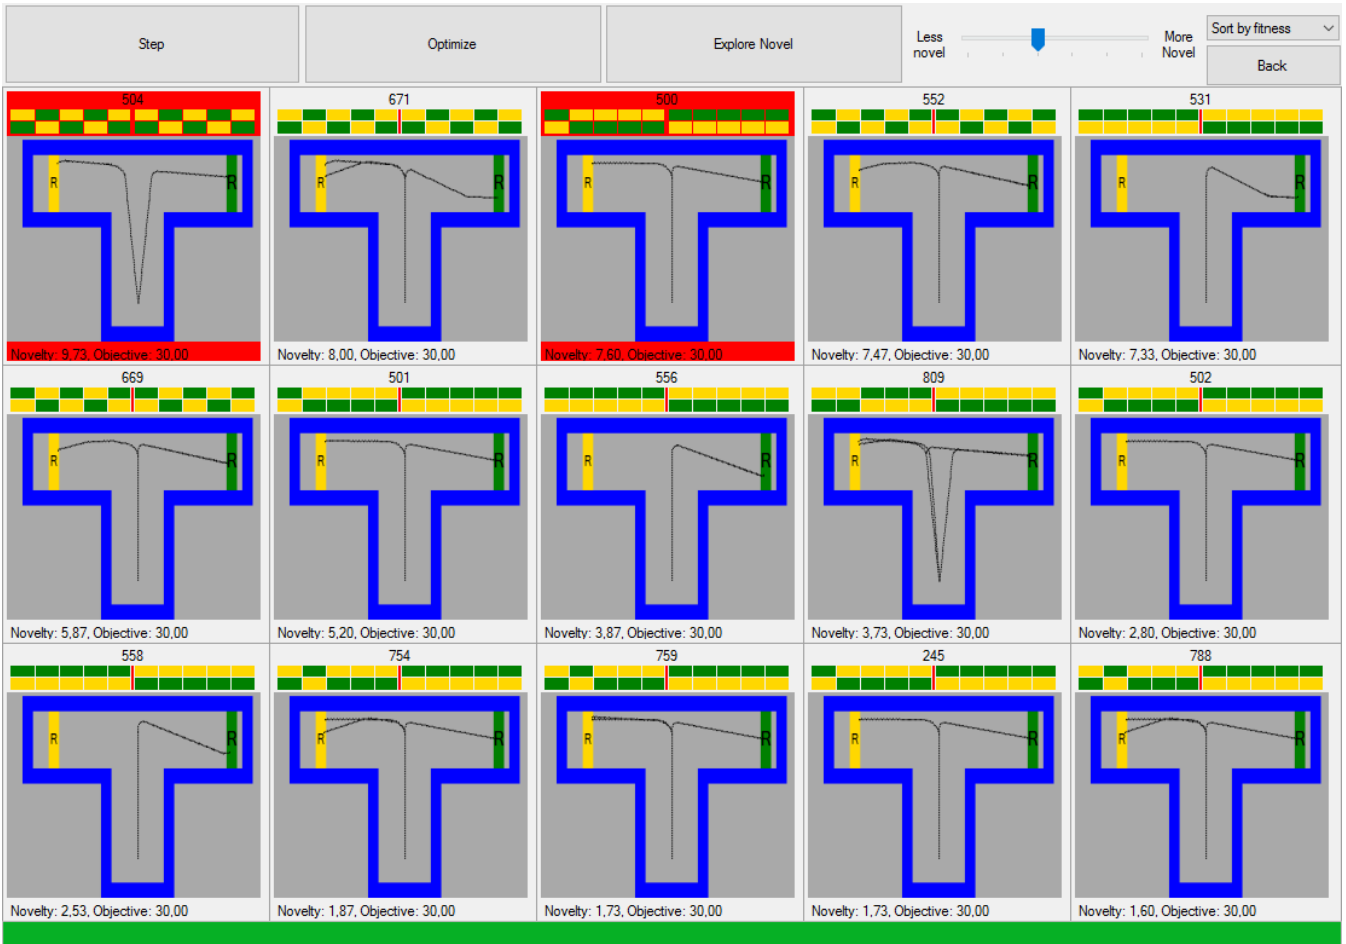 Step
Optimize
Explore Novel
Less novel
More Novel
Sort by fitness
Back
504
671
500
552
531
R R
R R
R R
R R
R R
Novelty: 9,73, Objective: 30,00
Novelty: 8,00, Objective: 30,00
Novelty: 7,60, Objective: 30,00
Novelty: 7,47, Objective: 30,00
Novelty: 7,33, Objective: 30,00
669
501
556
809
502
R R
R R
R R
R R
R R
Novelty: 5,87, Objective: 30,00
Novelty: 5,20, Objective: 30,00
Novelty: 3,87, Objective: 30,00
Novelty: 3,73, Objective: 30,00
Novelty: 2,80, Objective: 30,00
558
754
759
245
788
R R
R R
R R
R R
R R
Novelty: 2,53, Objective: 30,00
Novelty: 1,87, Objective: 30,00
Novelty: 1,73, Objective: 30,00
Novelty: 1,73, Objective: 30,00
Novelty: 1,60, Objective: 30,00